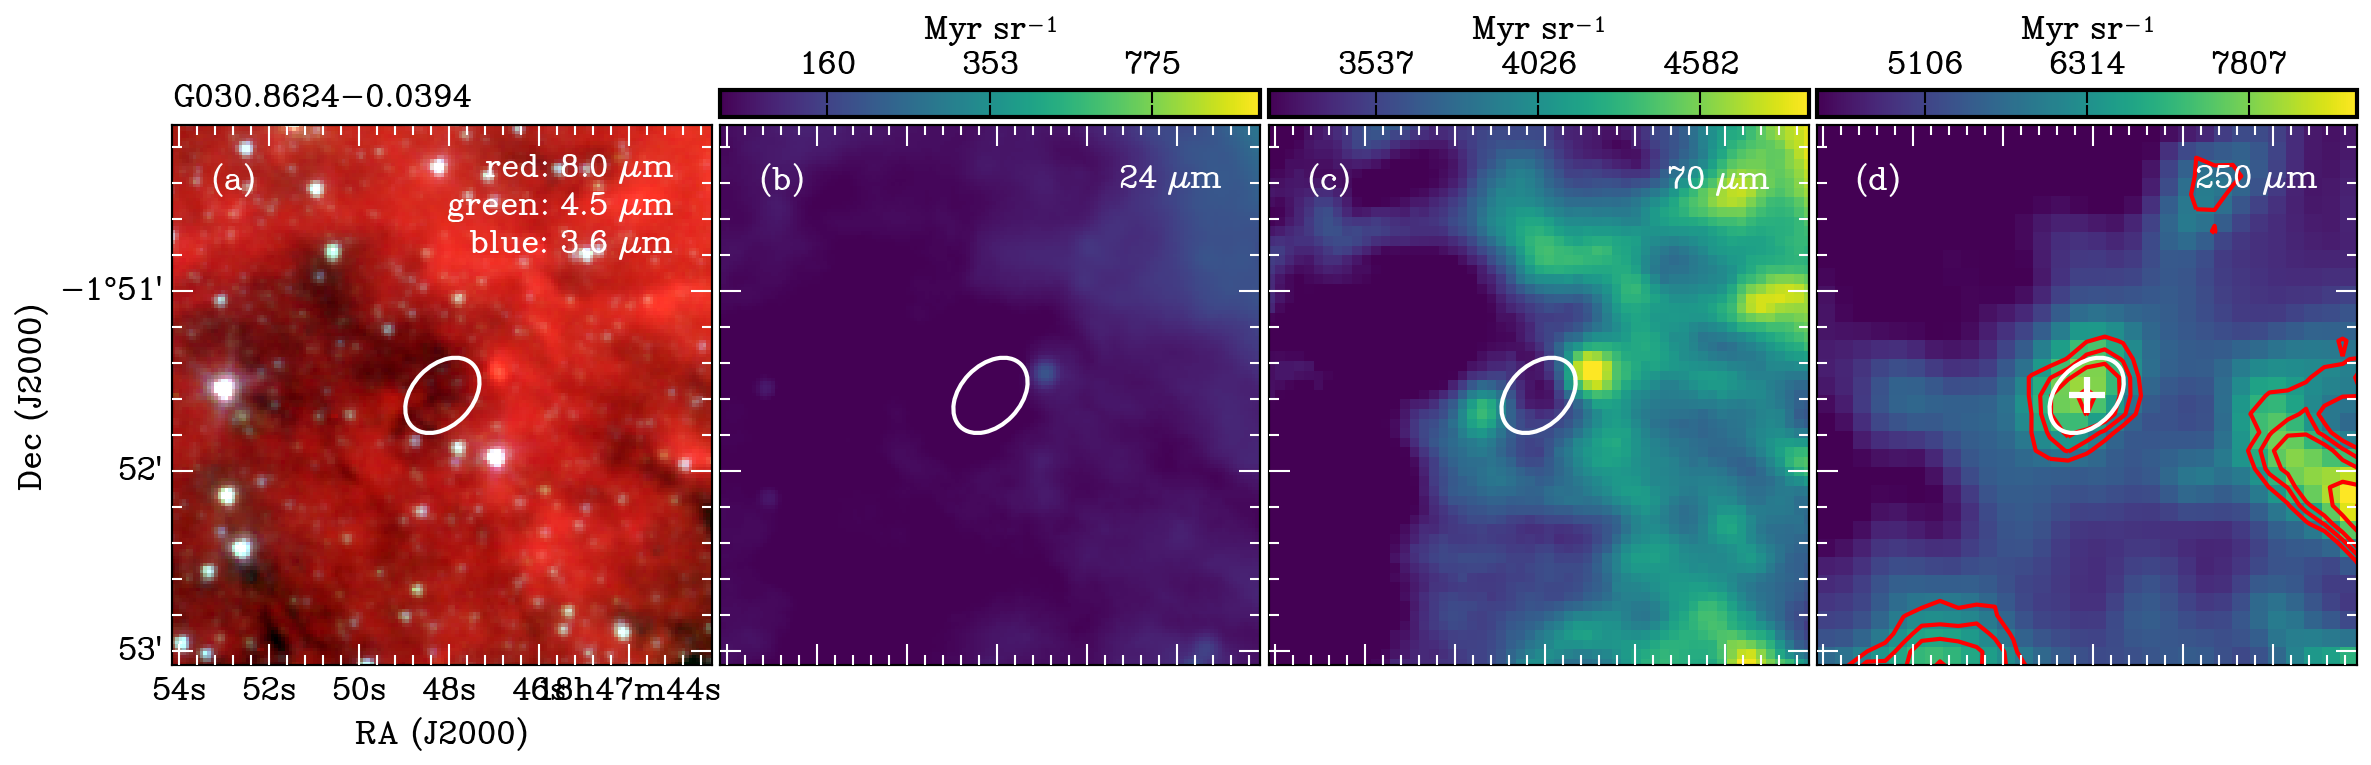 Myr sr⁻¹ Myr sr⁻¹ Myr sr⁻¹
160 353 775 3537 4026 4582 5106 6314 7807
G030.8624−0.0394
(a) red: 8.0 μm
green: 4.5 μm
blue: 3.6 μm
(b) 24 μm
(c) 70 μm
(d) 250 μm
Dec (J2000)
−1°51'
52'
53'
54s 52s 50s 48s 46s 18h47m44s
RA (J2000)